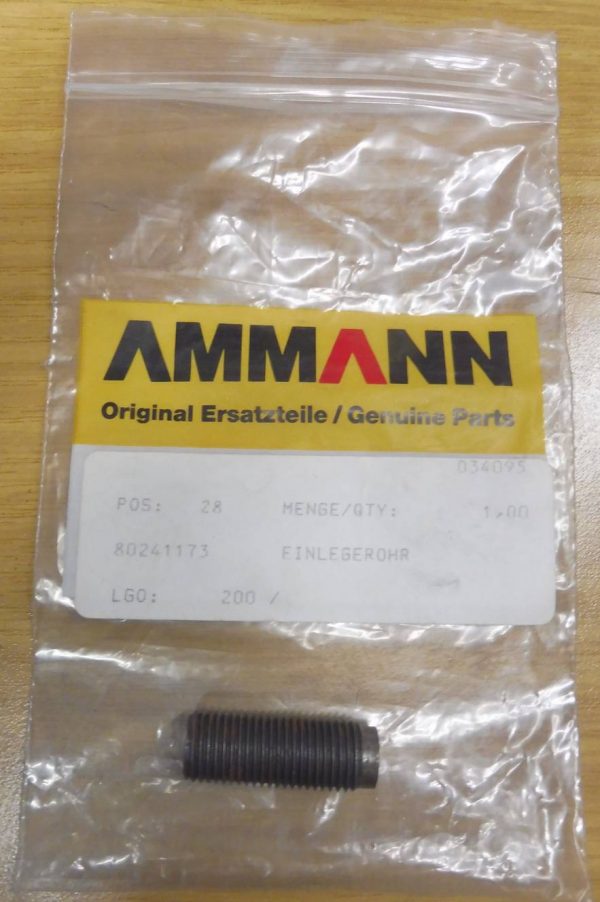 AMMANN
Original Ersatzteile / Genuine Parts
034095
POS: 28 MENGE/QTY: 1,00
80241173 EINLEGEROHR
LGO: 200 /